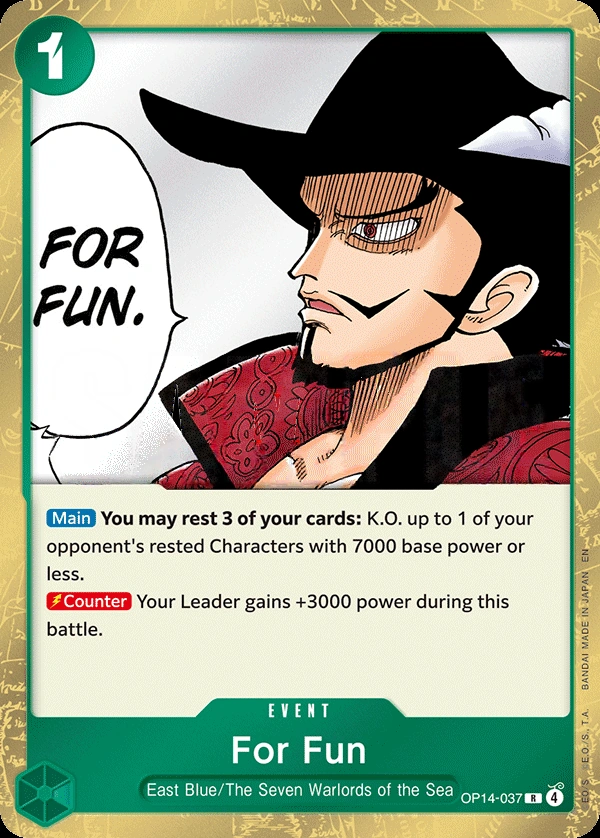 1
FOR
FUN.
Main You may rest 3 of your cards: K.O. up to 1 of your
opponent's rested Characters with 7000 base power or
less.
Counter Your Leader gains +3000 power during this
battle.
EVENT
For Fun
East Blue/The Seven Warlords of the Sea
OP14-037 R 4
©E.O./S, T.A. BANDAI MADE IN JAPAN EN